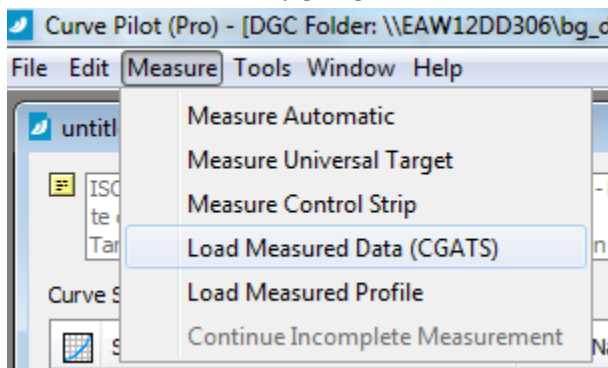 Curve Pilot (Pro) - [DGC Folder: \\EAW12DD306\bg_d
File Edit Measure Tools Window Help
untitl
Measure Automatic
Measure Universal Target
ISO
te
Measure Control Strip
Tar
Load Measured Data (CGATS)
Curve S
Load Measured Profile
Continue Incomplete Measurement